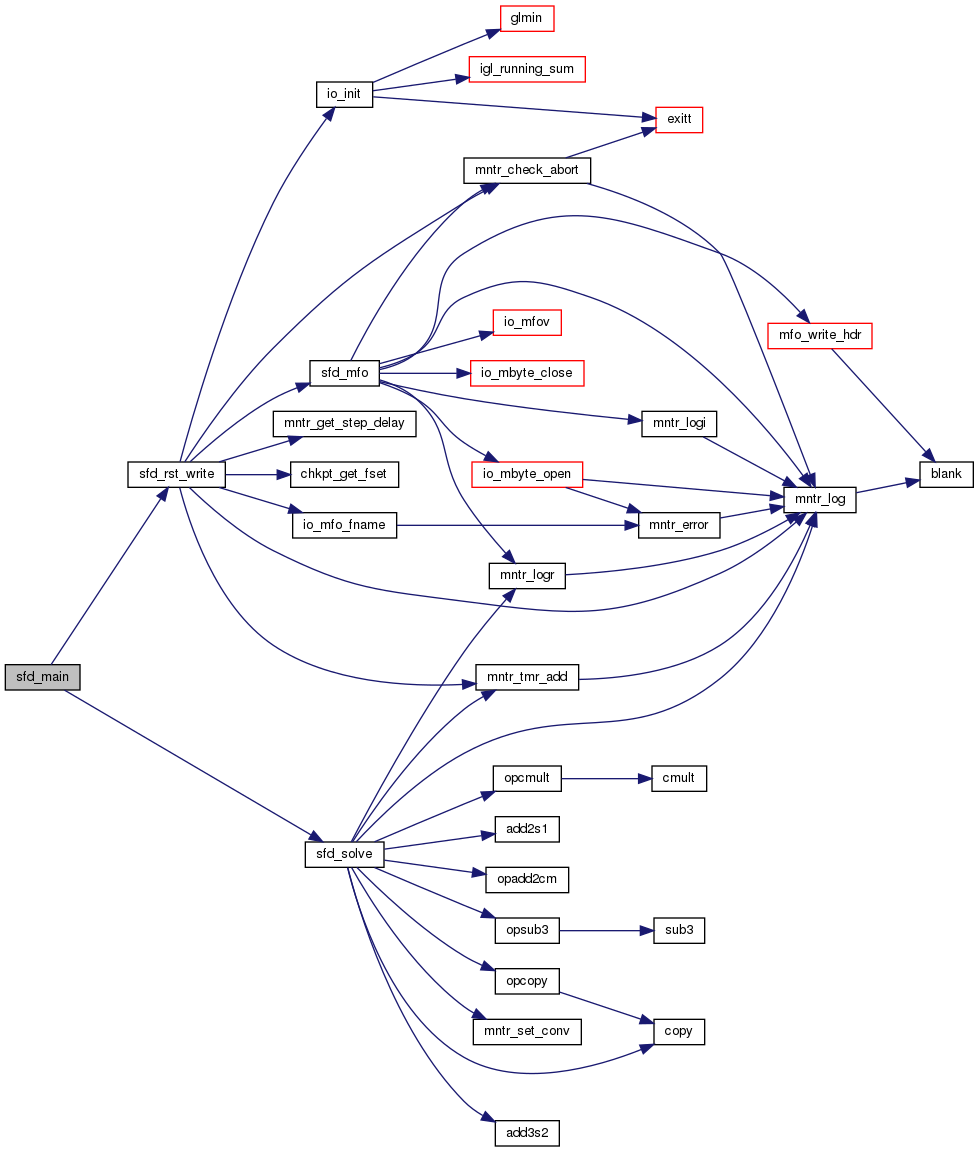 glmin
igl_running_sum
io_init
exitt
mntr_check_abort
mfo_write_hdr
io_mfov
sfd_mfo
io_mbyte_close
mntr_get_step_delay
mntr_logi
sfd_rst_write
chkpt_get_fset
io_mbyte_open
blank
mntr_log
io_mfo_fname
mntr_error
mntr_logr
sfd_main
mntr_tmr_add
opcmult
cmult
add2s1
sfd_solve
opadd2cm
opsub3
sub3
opcopy
mntr_set_conv
copy
add3s2